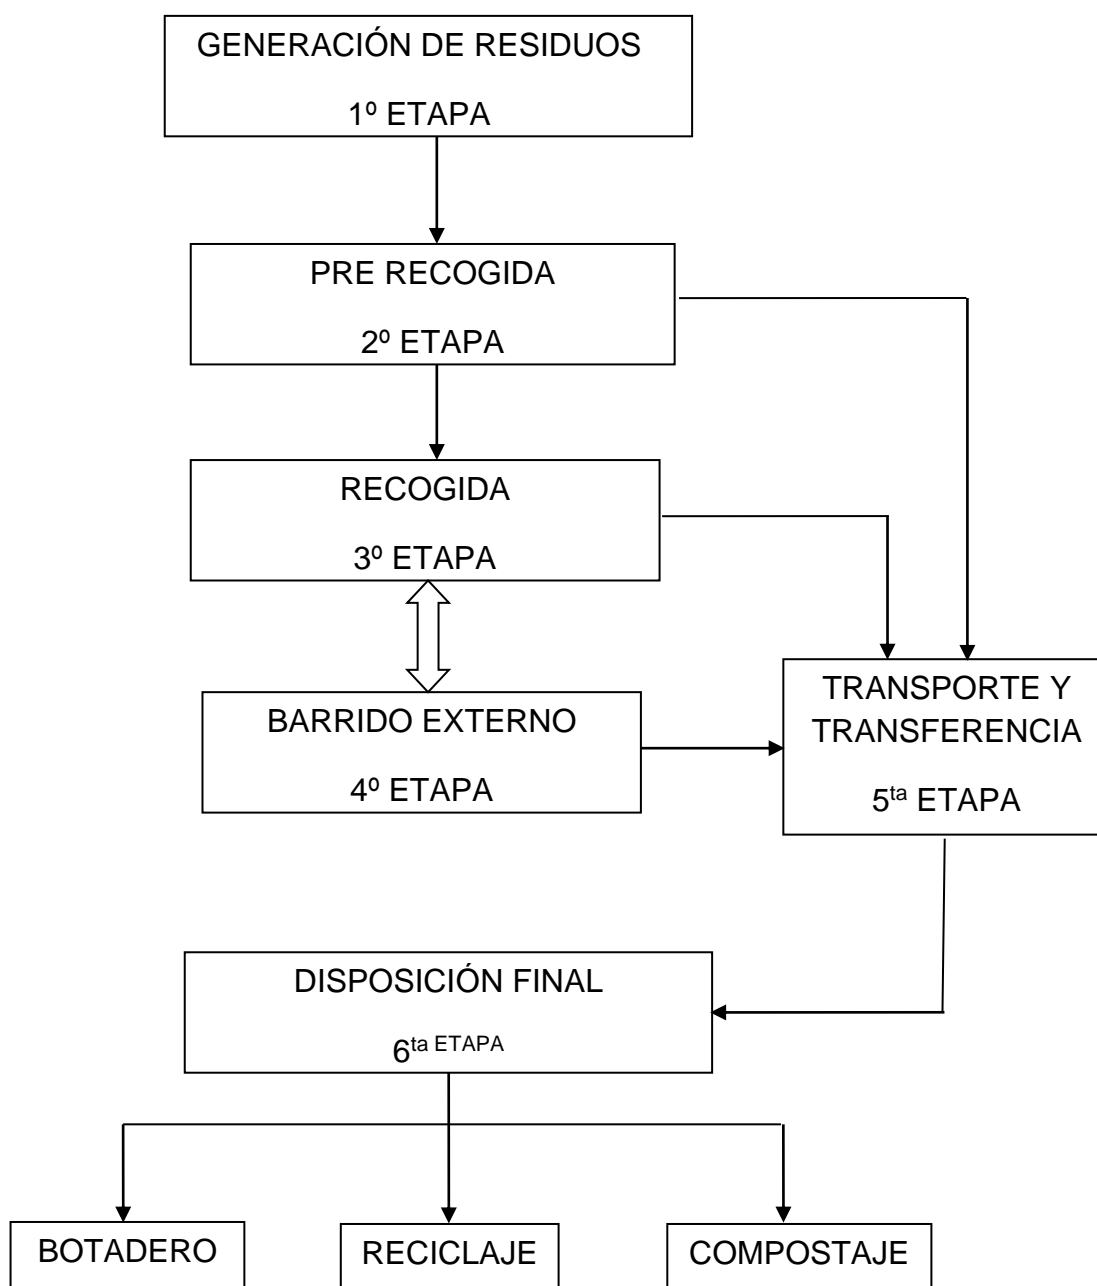 GENERACIÓN DE RESIDUOS
1º ETAPA
PRE RECOGIDA
2º ETAPA
RECOGIDA
3º ETAPA
BARRIDO EXTERNO
4º ETAPA
TRANSPORTE Y
TRANSFERENCIA
5ta ETAPA
DISPOSICIÓN FINAL
6ta ETAPA
BOTADERO
RECICLAJE
COMPOSTAJE